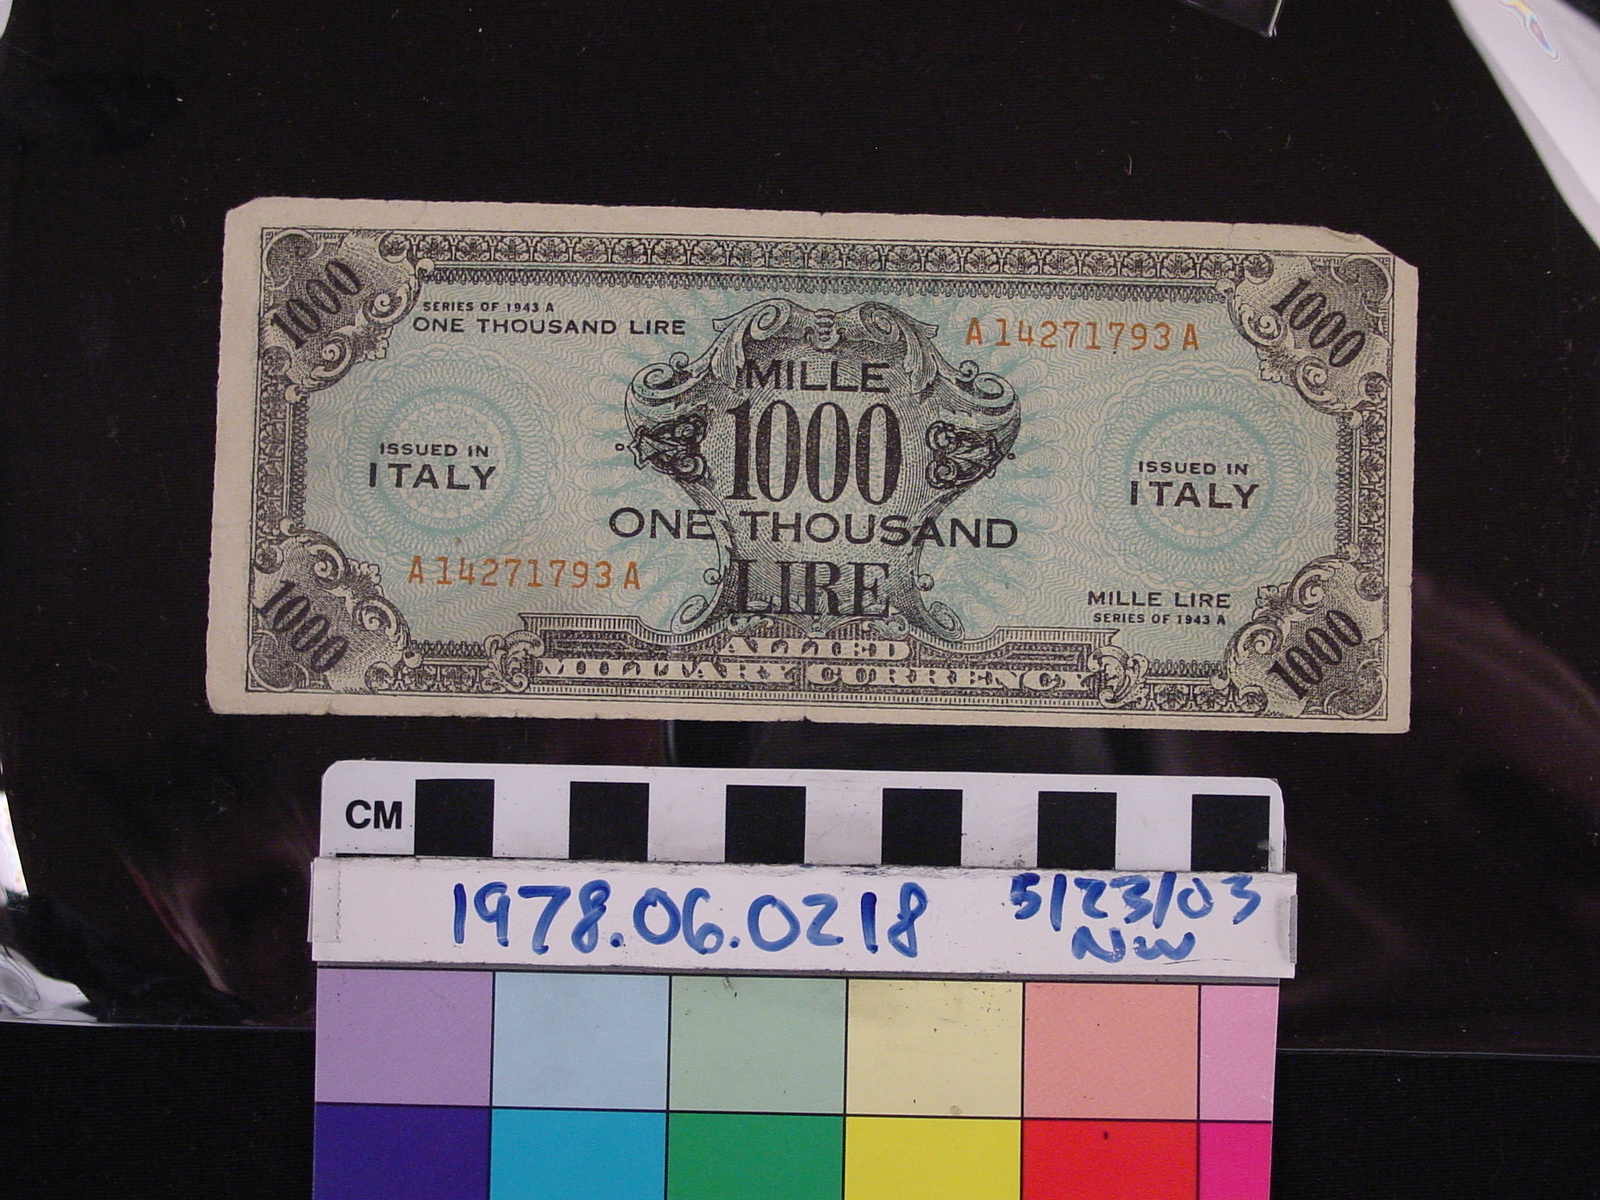 1000
1000
SERIES OF 1943 A
ONE THOUSAND LIRE
A14271793A
MILLE
1000
ONE THOUSAND
LIRE
ISSUED IN
ITALY
ISSUED IN
ITALY
A14271793A
MILLE LIRE
SERIES OF 1943 A
1000
1000
ALLIED
MILITARY CURRENCY
CM
1978.06.0218
5/23/03
NW